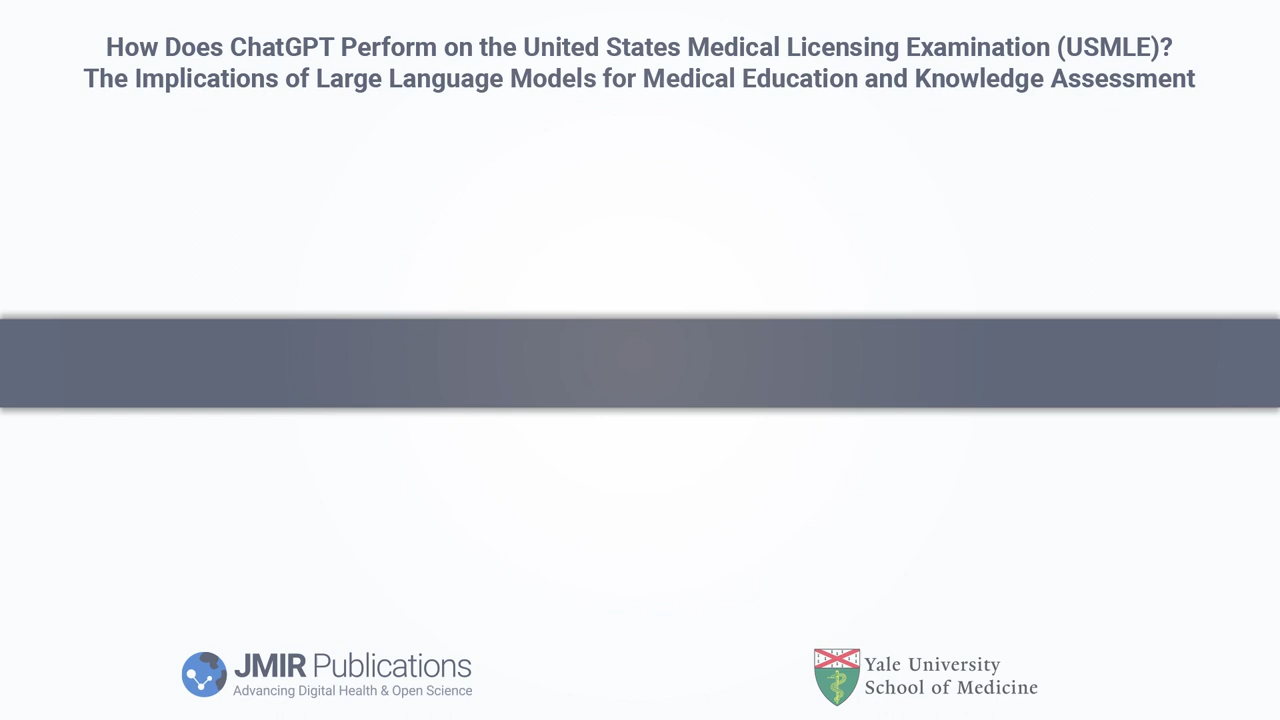 How Does ChatGPT Perform on the United States Medical Licensing Examination (USMLE)?
The Implications of Large Language Models for Medical Education and Knowledge Assessment
JMIR Publications
Advancing Digital Health & Open Science
Yale University
School of Medicine